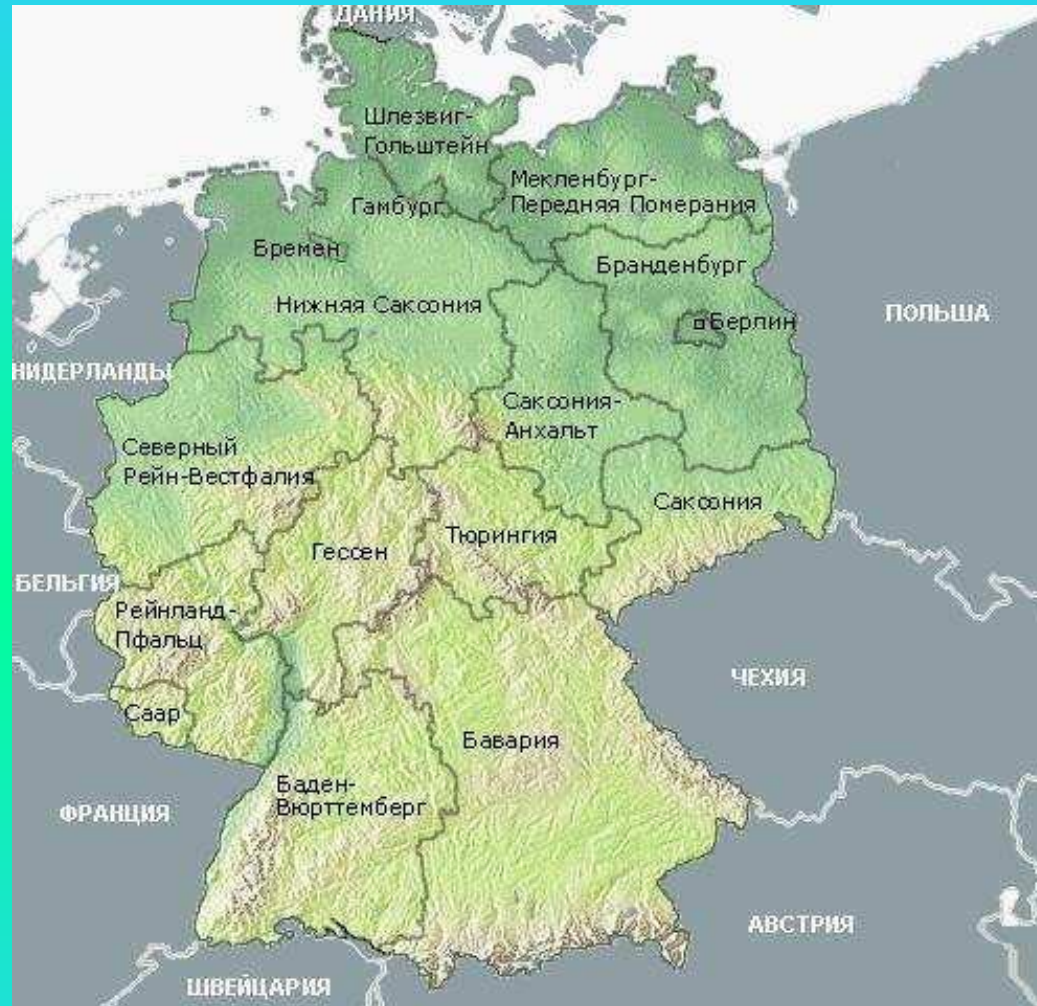 ДАНИЯ
Шлезвиг-
Гольштейн
Мекленбург-
Передняя Померания
Гамбург
Бремен
Бранденбург
Нижняя Саксония
Берлин
ПОЛЬША
НИДЕРЛАНДЫ
Саксония-
Анхальт
Северный
Рейн-Вестфалия
Саксония
Тюрингия
Гессен
БЕЛЬГИЯ
Рейнланд-
Пфальц
ЧЕХИЯ
Саар
Бавария
Баден-
Вюрттемберг
ФРАНЦИЯ
АВСТРИЯ
ШВЕЙЦАРИЯ